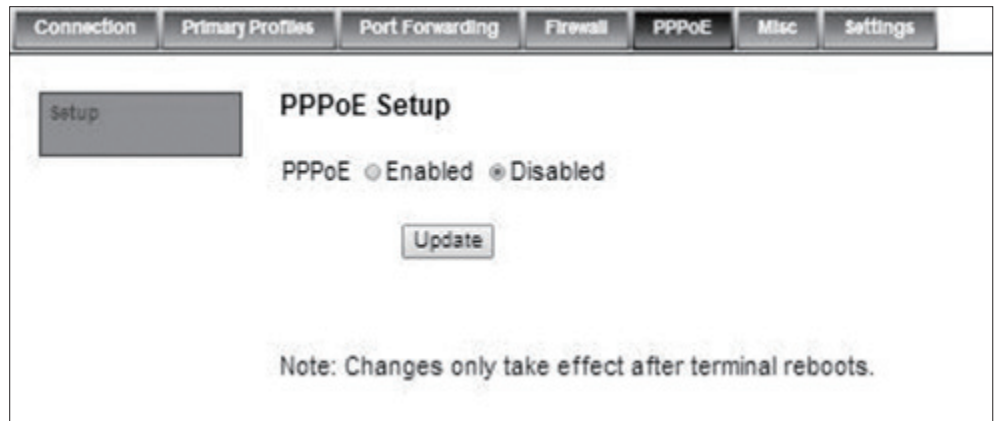 Connection Primary Profiles Port Forwarding Firewall PPPoE Misc Settings
Setup
PPPoE Setup
PPPoE Enabled Disabled
Update
Note: Changes only take effect after terminal reboots.